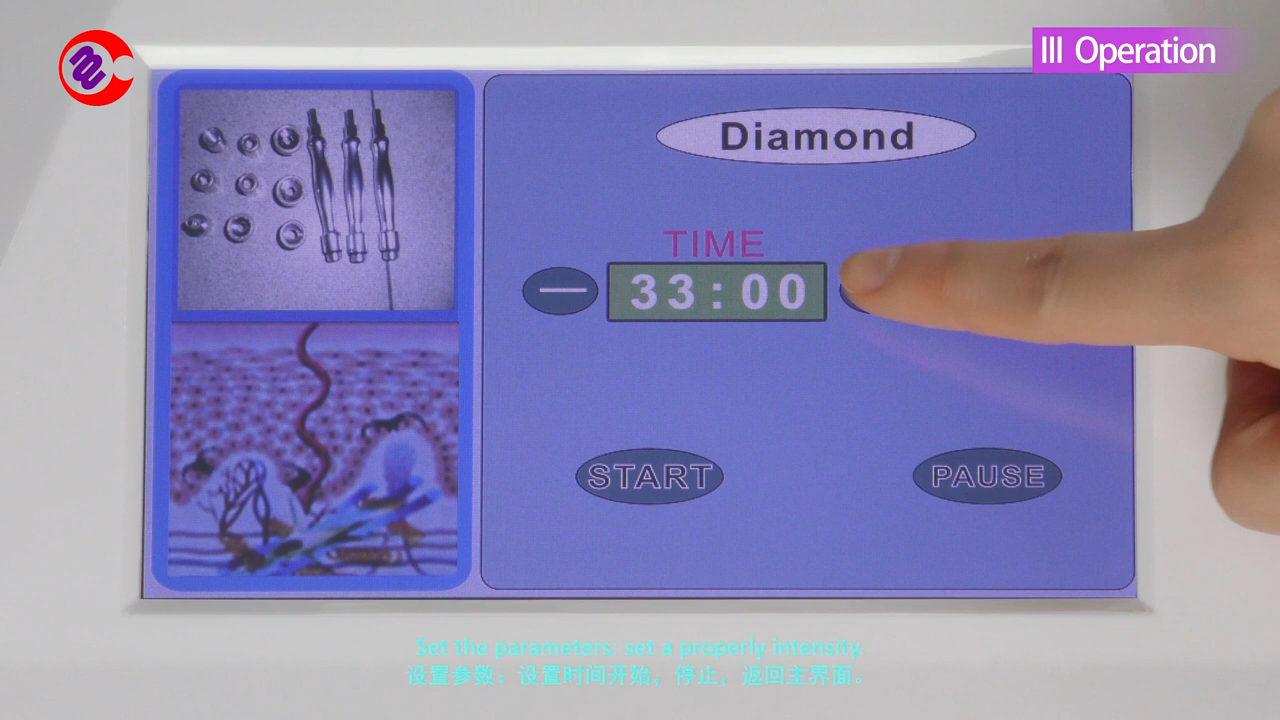 III Operation
Diamond
TIME
33:00
START
PAUSE
Set the parameters: set a properly intensity.
设置参数：设置时间开始，停止，返回主界面。